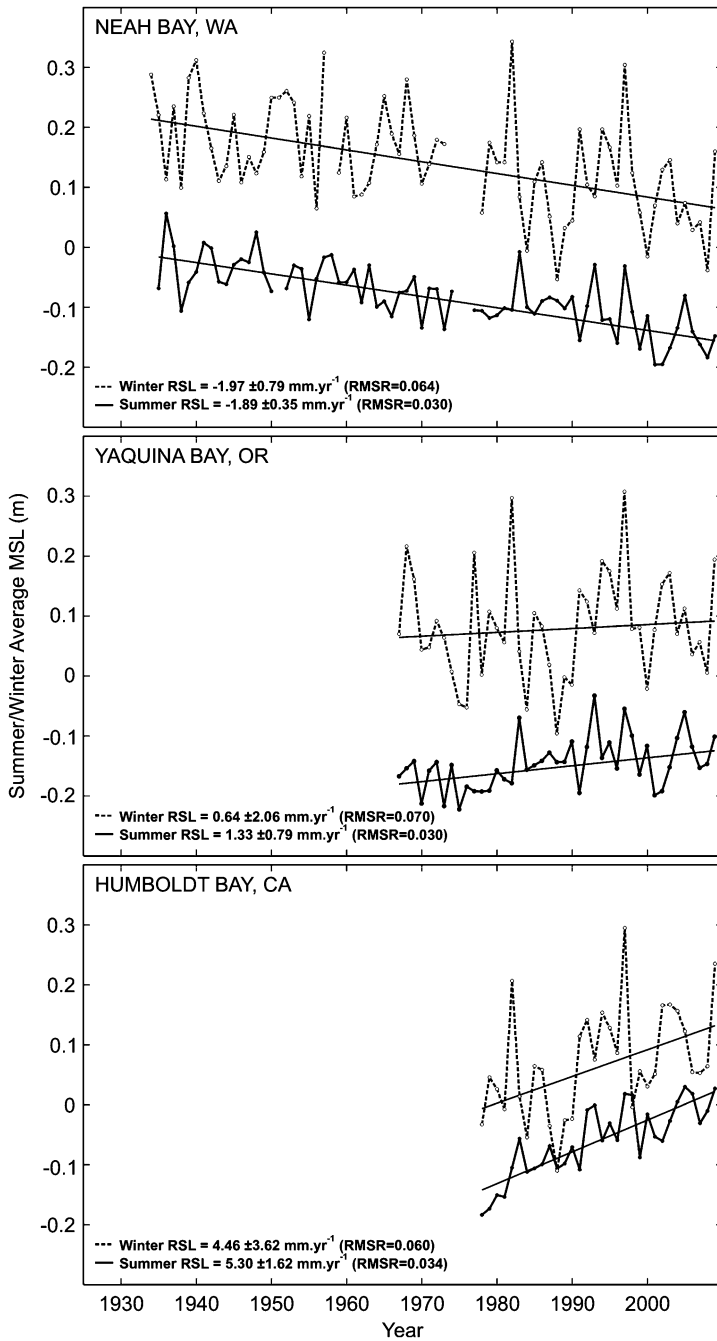 NEAH BAY, WA
0.3
0.2
0.1
0
-0.1
-0.2
Winter RSL = -1.97 ±0.79 mm.yr⁻¹ (RMSR=0.064)
Summer RSL = -1.89 ±0.35 mm.yr⁻¹ (RMSR=0.030)
YAQUINA BAY, OR
Summer/Winter Average MSL (m)
0.3
0.2
0.1
0
-0.1
-0.2
Winter RSL = 0.64 ±2.06 mm.yr⁻¹ (RMSR=0.070)
Summer RSL = 1.33 ±0.79 mm.yr⁻¹ (RMSR=0.030)
HUMBOLDT BAY, CA
0.3
0.2
0.1
0
-0.1
-0.2
Winter RSL = 4.46 ±3.62 mm.yr⁻¹ (RMSR=0.060)
Summer RSL = 5.30 ±1.62 mm.yr⁻¹ (RMSR=0.034)
1930 1940 1950 1960 1970 1980 1990 2000
Year